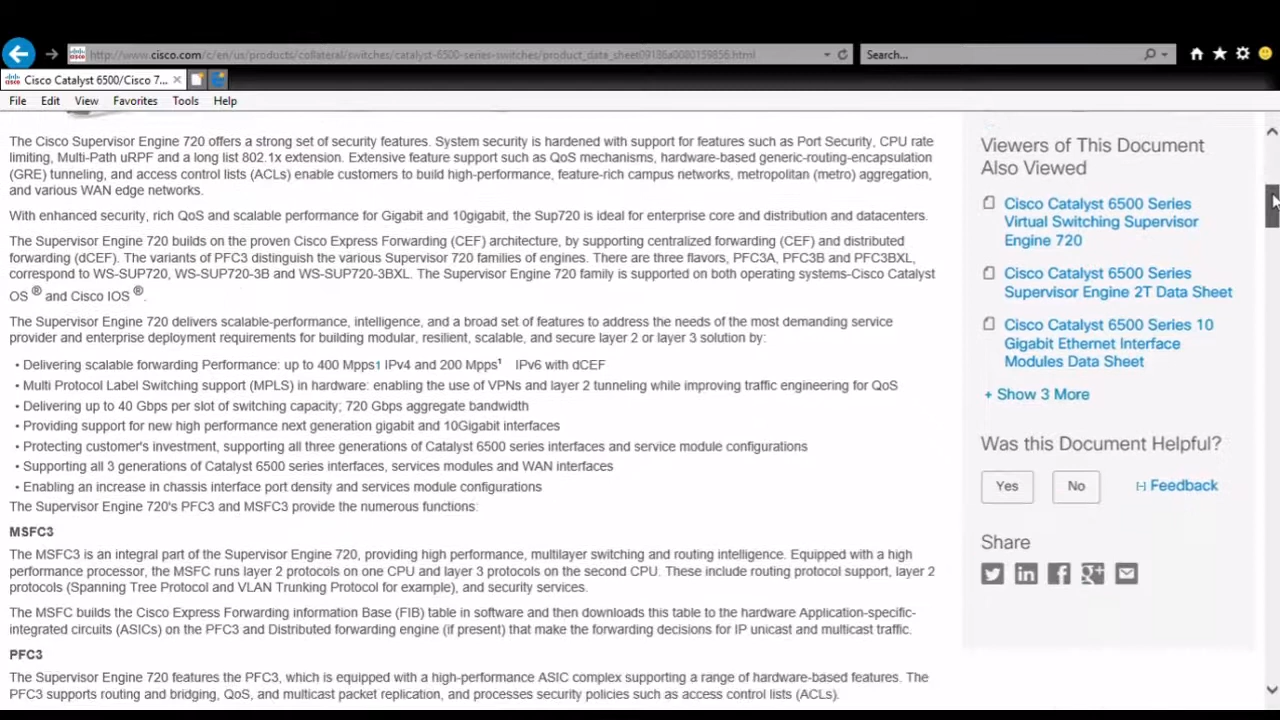 http://www.cisco.com/c/en/us/products/collateral/switches/catalyst-6500-series-switches/product_data_sheet09186a0080159856.html
Search...
Cisco Catalyst 6500/Cisco 7...
File Edit View Favorites Tools Help
The Cisco Supervisor Engine 720 offers a strong set of security features. System security is hardened with support for features such as Port Security, CPU rate
limiting, Multi-Path uRPF and a long list 802.1x extension. Extensive feature support such as QoS mechanisms, hardware-based generic-routing-encapsulation
(GRE) tunneling, and access control lists (ACLs) enable customers to build high-performance, feature-rich campus networks, metropolitan (metro) aggregation,
and various WAN edge networks.
With enhanced security, rich QoS and scalable performance for Gigabit and 10gigabit, the Sup720 is ideal for enterprise core and distribution and datacenters.
The Supervisor Engine 720 builds on the proven Cisco Express Forwarding (CEF) architecture, by supporting centralized forwarding (CEF) and distributed
forwarding (dCEF). The variants of PFC3 distinguish the various Supervisor 720 families of engines. There are three flavors, PFC3A, PFC3B and PFC3BXL,
correspond to WS-SUP720, WS-SUP720-3B and WS-SUP720-3BXL. The Supervisor Engine 720 family is supported on both operating systems-Cisco Catalyst
OS ® and Cisco IOS ®.
The Supervisor Engine 720 delivers scalable-performance, intelligence, and a broad set of features to address the needs of the most demanding service
provider and enterprise deployment requirements for building modular, resilient, scalable, and secure layer 2 or layer 3 solution by:
• Delivering scalable forwarding Performance: up to 400 Mpps1 IPv4 and 200 Mpps¹ IPv6 with dCEF
• Multi Protocol Label Switching support (MPLS) in hardware: enabling the use of VPNs and layer 2 tunneling while improving traffic engineering for QoS
• Delivering up to 40 Gbps per slot of switching capacity; 720 Gbps aggregate bandwidth
• Providing support for new high performance next generation gigabit and 10Gigabit interfaces
• Protecting customer's investment, supporting all three generations of Catalyst 6500 series interfaces and service module configurations
• Supporting all 3 generations of Catalyst 6500 series interfaces, services modules and WAN interfaces
• Enabling an increase in chassis interface port density and services module configurations
The Supervisor Engine 720's PFC3 and MSFC3 provide the numerous functions:
MSFC3
The MSFC3 is an integral part of the Supervisor Engine 720, providing high performance, multilayer switching and routing intelligence. Equipped with a high
performance processor, the MSFC runs layer 2 protocols on one CPU and layer 3 protocols on the second CPU. These include routing protocol support, layer 2
protocols (Spanning Tree Protocol and VLAN Trunking Protocol for example), and security services.
The MSFC builds the Cisco Express Forwarding information Base (FIB) table in software and then downloads this table to the hardware Application-specific-
integrated circuits (ASICs) on the PFC3 and Distributed forwarding engine (if present) that make the forwarding decisions for IP unicast and multicast traffic.
PFC3
The Supervisor Engine 720 features the PFC3, which is equipped with a high-performance ASIC complex supporting a range of hardware-based features. The
PFC3 supports routing and bridging, QoS, and multicast packet replication, and processes security policies such as access control lists (ACLs).
Viewers of This Document
Also Viewed
Cisco Catalyst 6500 Series
Virtual Switching Supervisor
Engine 720
Cisco Catalyst 6500 Series
Supervisor Engine 2T Data Sheet
Cisco Catalyst 6500 Series 10
Gigabit Ethernet Interface
Modules Data Sheet
+ Show 3 More
Was this Document Helpful?
Yes No [-] Feedback
Share